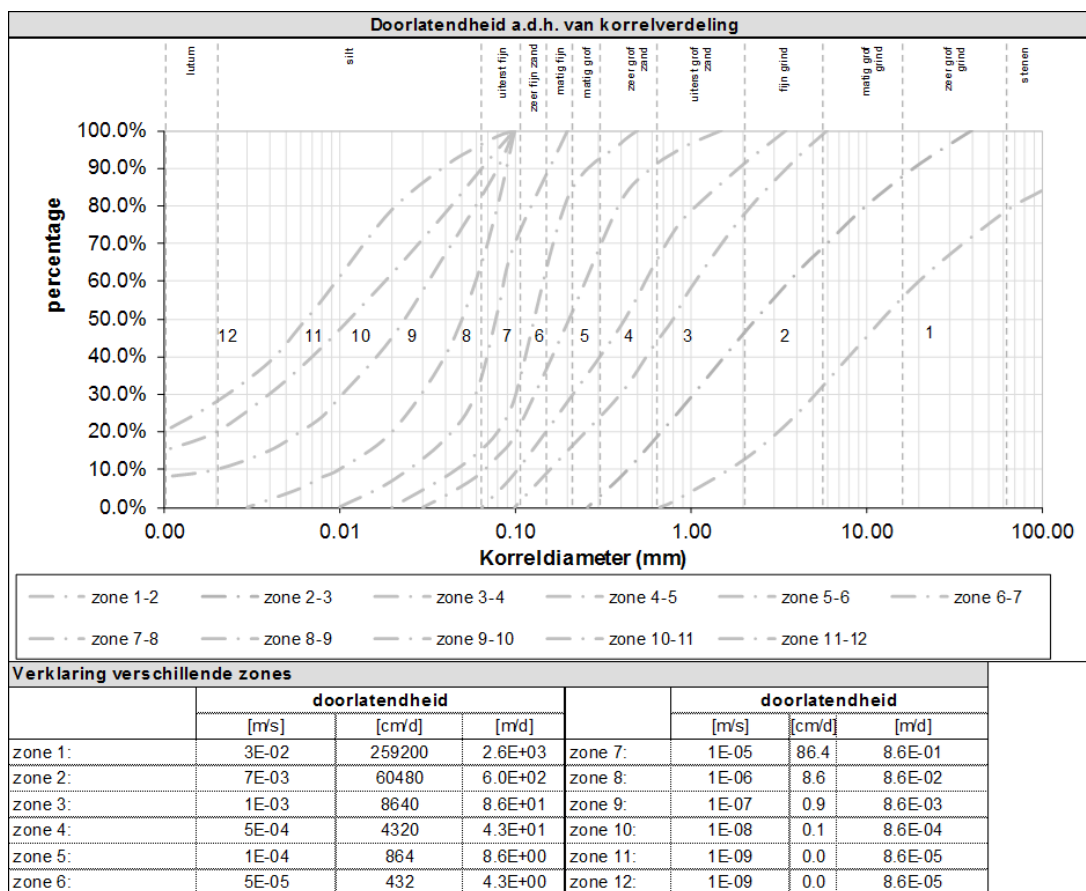 Doorlatendheid a.d.h. van korrelverdeling
lutum
silt
uiterst fijn
zeer fijn zand
matig fijn
matig grof
zeer grof zand
uiterst grof zand
fijn grind
matig grof grind
zeer grof grind
stenen
percentage
100.0%
90.0%
80.0%
70.0%
60.0%
50.0%
40.0%
30.0%
20.0%
10.0%
0.0%
12 11 10 9 8 7 6 5 4 3 2 1
0.00 0.01 0.10 1.00 10.00 100.00
Korreldiameter (mm)
zone 1-2 zone 2-3 zone 3-4 zone 4-5 zone 5-6 zone 6-7
zone 7-8 zone 8-9 zone 9-10 zone 10-11 zone 11-12
Verklaring verschillende zones
doorlatendheid doorlatendheid
[m/s] [cm/d] [m/d] [m/s] [cm/d] [m/d]
zone 1: 3E-02 259200 2.6E+03 zone 7: 1E-05 86.4 8.6E-01
zone 2: 7E-03 60480 6.0E+02 zone 8: 1E-06 8.6 8.6E-02
zone 3: 1E-03 8640 8.6E+01 zone 9: 1E-07 0.9 8.6E-03
zone 4: 5E-04 4320 4.3E+01 zone 10: 1E-08 0.1 8.6E-04
zone 5: 1E-04 864 8.6E+00 zone 11: 1E-09 0.0 8.6E-05
zone 6: 5E-05 432 4.3E+00 zone 12: 1E-09 0.0 8.6E-05